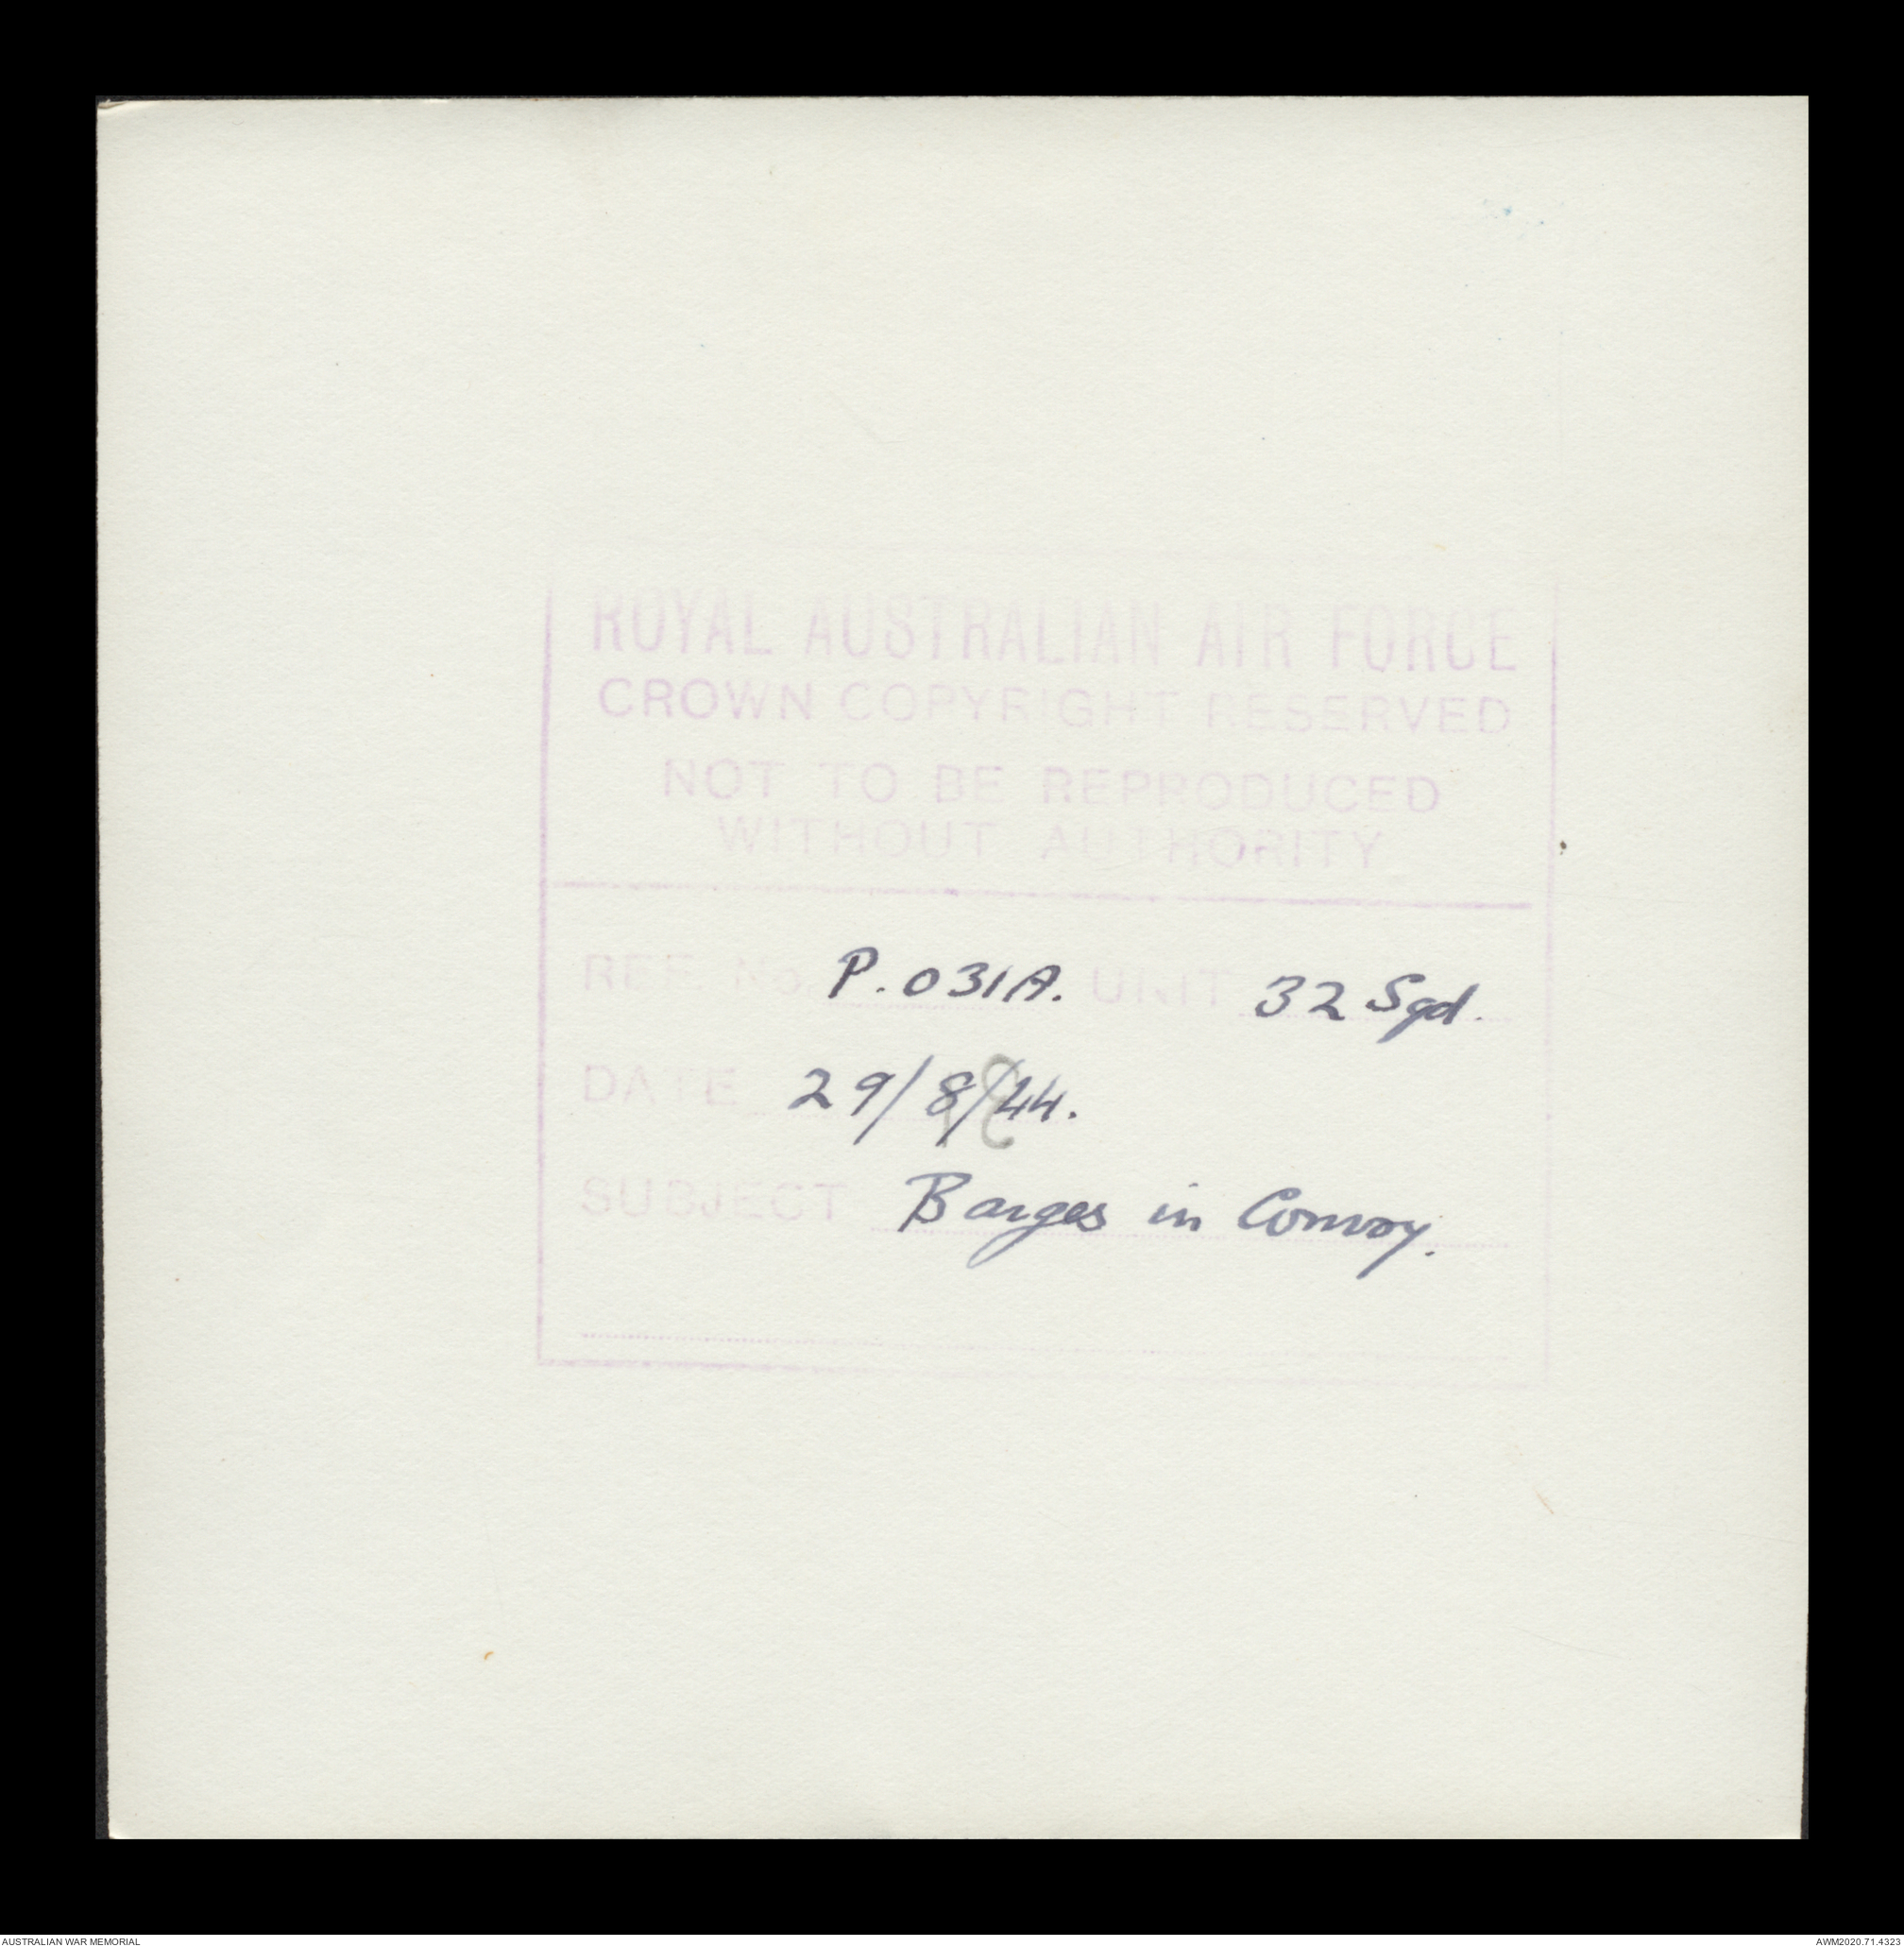 ROYAL AUSTRALIAN AIR FORCE
CROWN COPYRIGHT RESERVED
NOT TO BE REPRODUCED
WITHOUT AUTHORITY
REF. No. P.031A. UNIT 32 Sqd.
DATE 29/8/44.
SUBJECT Barges in Convoy.
AUSTRALIAN WAR MEMORIAL AWM2020.71.4323